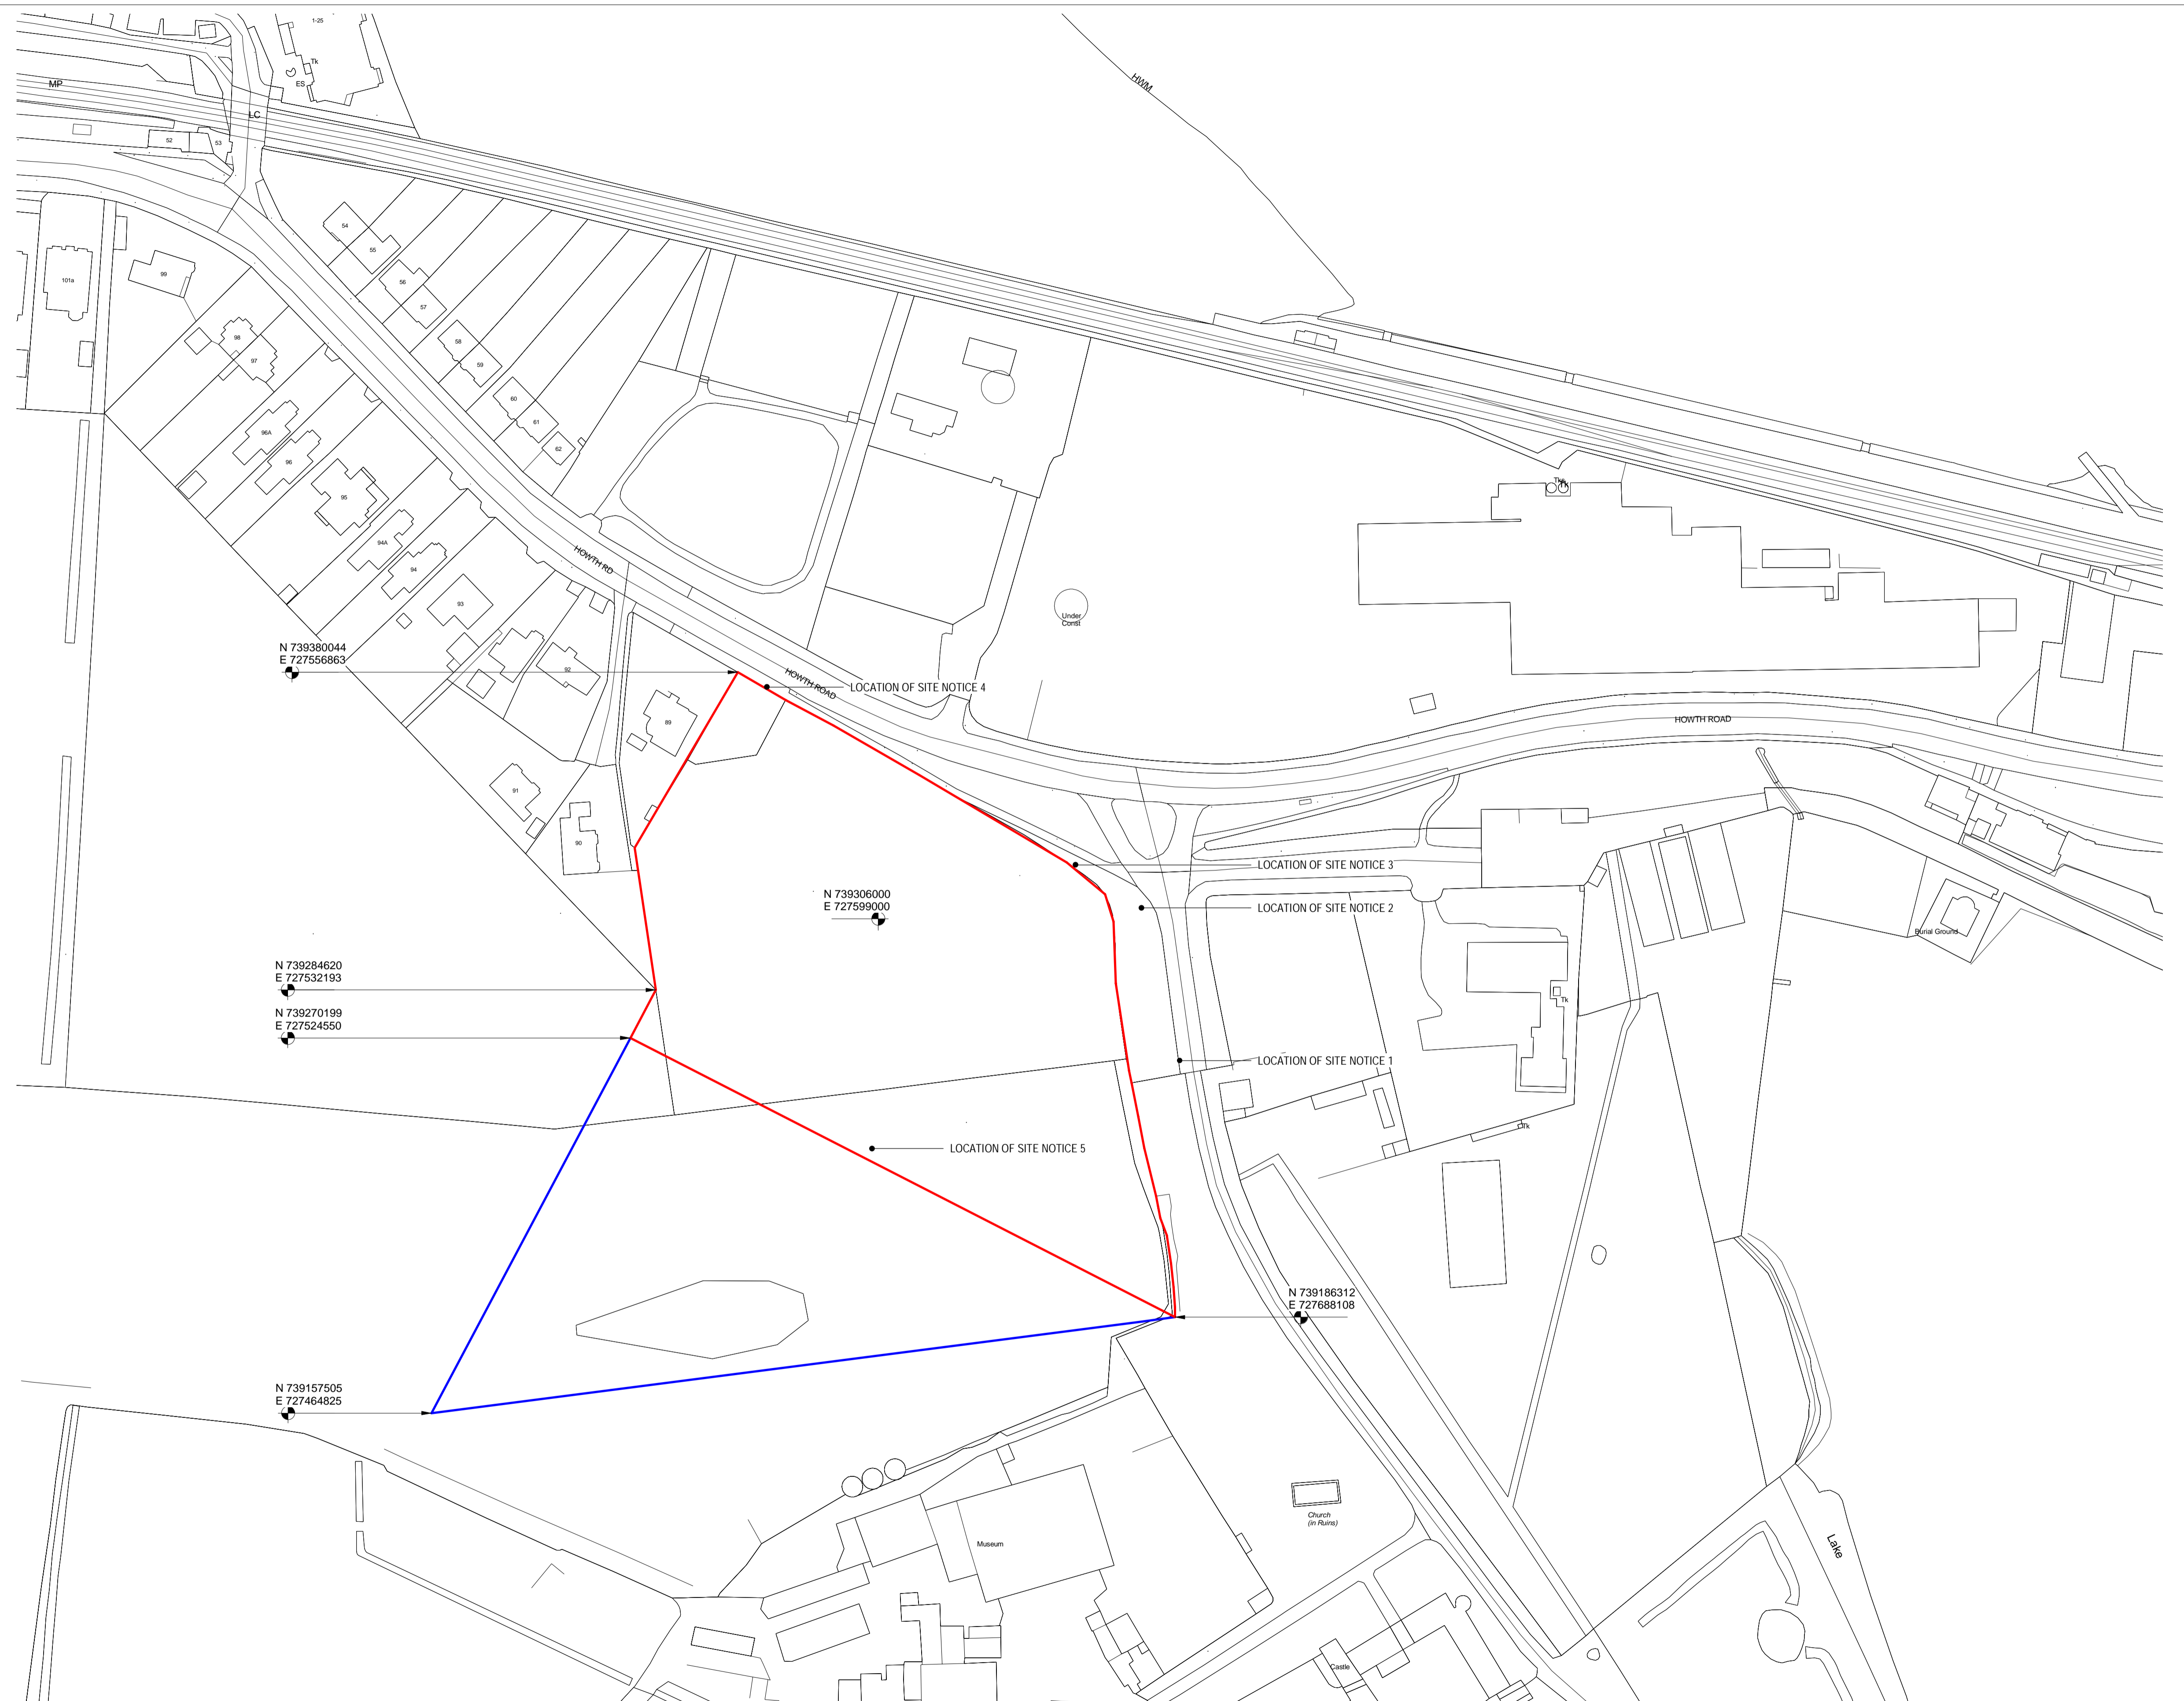 1-25
Tk
ES
MP
LC
HWM
52
53
54
55
56
57
58
59
60
61
62
101a
99
98
97
96A
96
95
94A
94
93
92
91
90
89
HOWTH RD
HOWTH ROAD
HOWTH ROAD
Under
Const
Tk
N 739380044
E 727556863
LOCATION OF SITE NOTICE 4
LOCATION OF SITE NOTICE 3
N 739306000
E 727599000
LOCATION OF SITE NOTICE 2
Burial Ground
N 739284620
E 727532193
Tk
N 739270199
E 727524550
LOCATION OF SITE NOTICE 1
LOCATION OF SITE NOTICE 5
N 739186312
E 727688108
N 739157505
E 727464825
Church
(in Ruins)
Museum
Lake
Castle